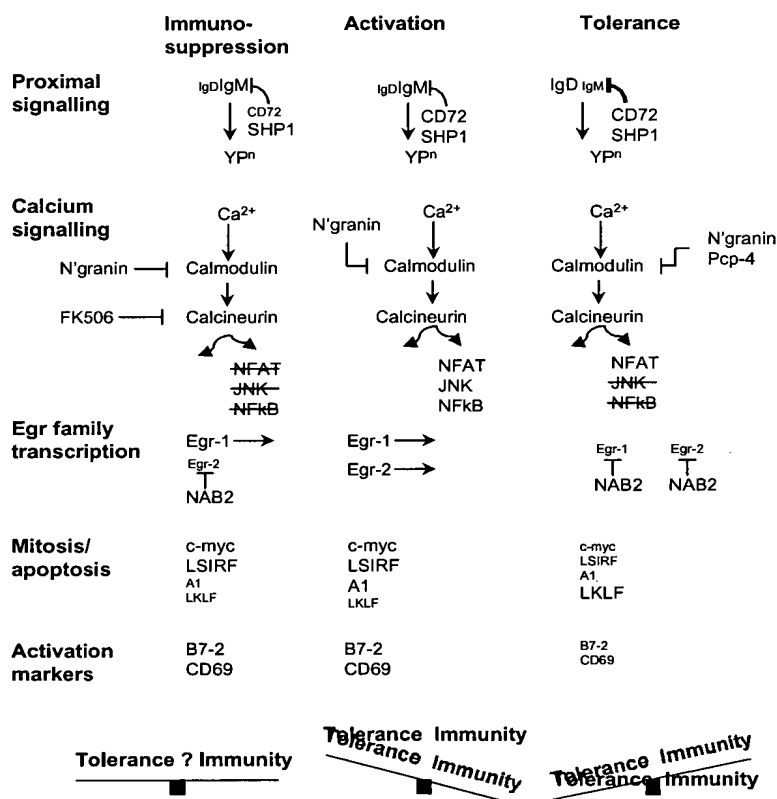 Immuno-
suppression
Activation
Tolerance
Proximal
signalling
IgDIgM
CD72
SHP1
YPn
IgDIgM
CD72
SHP1
YPn
IgD IgM
CD72
SHP1
YPn
Calcium
signalling
Ca2+
N'granin
Calmodulin
FK506
Calcineurin
NFAT
JNK
NFkB
N'granin
Ca2+
Calmodulin
Calcineurin
NFAT
JNK
NFkB
Ca2+
N'granin
Pcp-4
Calmodulin
Calcineurin
NFAT
JNK
NFkB
Egr family
transcription
Egr-1
Egr-2
NAB2
Egr-1
Egr-2
Egr-1 Egr-2
NAB2 NAB2
Mitosis/
apoptosis
c-myc
LSIRF
A1
LKLF
c-myc
LSIRF
A1
LKLF
c-myc
LSIRF
A1
LKLF
Activation
markers
B7-2
CD69
B7-2
CD69
B7-2
CD69
Tolerance ? Immunity
Tolerance Immunity
Tolerance Immunity
Tolerance Immunity
Tolerance Immunity